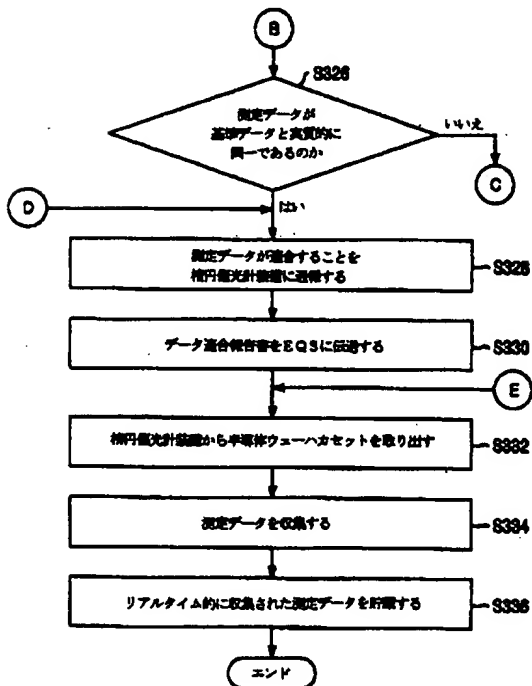 B
S326
測定データが
基準データと実質的に
同一であるのか
いいえ
C
D
はい
測定データが適合することを
楕円偏光計装置に通報する
S328
データ適合報告書をEQSに伝送する
S330
E
楕円偏光計装置から半導体ウェーハカセットを取り出す
S332
測定データを収集する
S334
リアルタイム的に収集された測定データを貯蔵する
S336
エンド